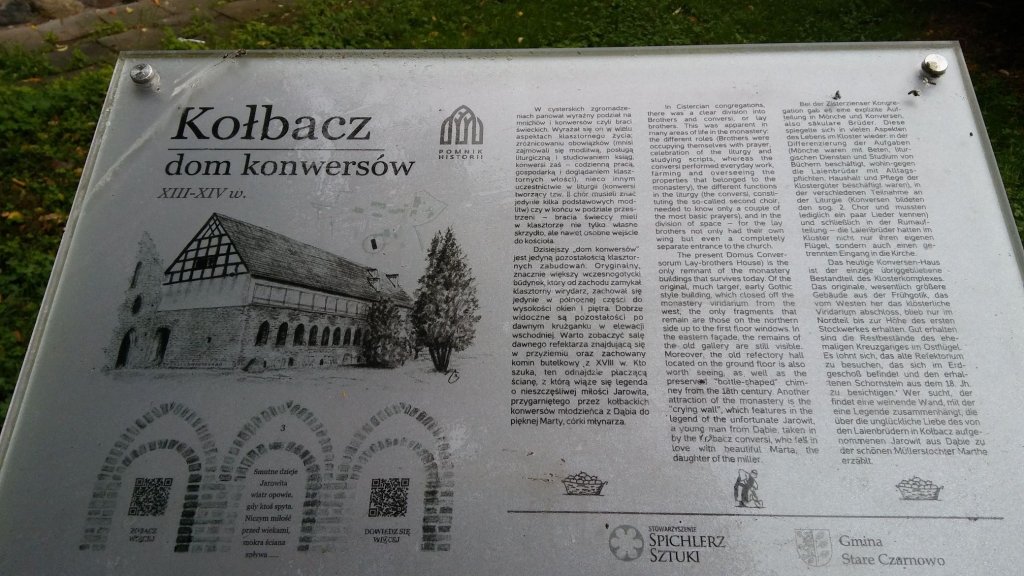 Kołbacz
dom konwersów
XIII-XIV w.
POMNIK
HISTORII
W cysterskich zgromadze-
niach panował wyraźny podział na
mnichów i konwersów czyli braci
świeckich. Wyrażał się on w wielu
aspektach klasztornego życia:
zróżnicowaniu obowiązków (mnisi
zajmowali się modlitwą, posługą
liturgiczną i studiowaniem ksiąg,
konwersi zaś – codzienną pracą,
gospodarką i doglądaniem klasz-
tornych włości), nieco innym
uczestnictwie w liturgii (konwersi
tworzący tzw. II chór musieli znać
jedynie kilka podstawowych mod-
litw) czy w końcu w podziale przes-
trzeni – bracia świeccy mieli
w klasztorze nie tylko własne
skrzydło, ale nawet osobne wejście
do kościoła.
Dzisiejszy „dom konwersów”
jest jedyną pozostałością klasztor-
nych zabudowań. Oryginalny,
znacznie większy wczesnogotycki
budynek, który od zachodu zamykał
klasztorny wirydarz, zachował się
jedynie w północnej części do
wysokości okien I piętra. Dobrze
widoczne są pozostałości po
dawnym krużganku w elewacji
wschodniej. Warto zobaczyć salę
dawnego refektarza znajdującą się
w przyziemiu oraz zachowany
komin butelkowy z XVIII w. Kto
szuka, ten odnajdzie płaczącą
ścianę, z którą wiąże się legenda
o nieszczęśliwej miłości Jarowita,
przygarniętego przez kołbackich
konwersów młodzieńca z Dąbia do
pięknej Marty, córki młynarza.
In Cistercian congregations,
there was a clear division into
Brothers and conversi, or lay
brothers. This was apparent in
many areas of life in the monastery:
the different roles (Brothers were
occupying themselves with prayer,
celebration of the liturgy and
studying scripts, whereas the
conversi performed everyday work,
farming and overseeing the
properties that belonged to the
monastery), the different functions
in the liturgy (the conversi, consti-
tuting the so-called second choir,
needed to know only a couple of
the most basic prayers), and in the
division of space – for the lay
brothers not only had their own
wing but even a completely
separate entrance to the church.
The present Domus Conver-
sorum (Lay-brothers House) is the
only remnant of the monastery
buildings that survives today. Of the
original, much larger, early Gothic
style building, which closed off the
monastery viridarium from the
west, the only fragments that
remain are those on the northern
side up to the first floor windows. In
the eastern façade, the remains of
the old gallery are still visible.
Moreover, the old refectory hall
located on the ground floor is also
worth seeing, as well as the
preserved "bottle-shaped" chim-
ney from the 18th century. Another
attraction of the monastery is the
"crying wall", which features in the
legend of the unfortunate Jarowit,
a young man from Dąbie, taken in
by the Kołbacz conversi, who fell in
love with beautiful Marta, the
daughter of the miller.
Bei der Zisterzienser Kongre-
gation gab es eine explizite Auf-
teilung in Mönche und Konversen,
also säkulare Brüder. Diese
spiegelte sich in vielen Aspekten
des Lebens im Kloster wieder: in der
Differenzierung der Aufgaben
(Mönche waren mit Beten, litur-
gischen Diensten und Studium von
Büchern beschäftigt, wohin-gegen
die Laienbrüder mit Alltags-
pflichten, Haushalt und Pflege der
Klostergüter beschäftigt waren), in
der verschiedenen Teilnahme an
der Liturgie (Konversen bildeten
den sog. 2. Chor und mussten
lediglich ein paar Lieder kennen)
und schließlich in der Rumauf-
teilung – die Laienbrüder hatten im
Kloster nicht nur ihren eigenen
Flügel, sondern auch einen ge-
trennten Eingang in die Kirche.
Das heutige Konversen-Haus
ist der einzige übriggebliebene
Bestandteil des Klosterkomplexes.
Das originale, wesentlich größere
Gebäude aus der Frühgotik, das
vom Westen her das klösterliche
Viridarium abschloss, blieb nur im
Nordteil bis zur Höhe des ersten
Stockwerkes erhalten. Gut erhalten
sind die Restbestände des ehe-
maligen Kreuzganges im Ostflügel.
Es lohnt sich, das alte Refektorium
zu besuchen, das sich im Erd-
geschoß befindet und den erhal-
tenen Schornstein aus dem 18. Jh.
zu besichtigen. Wer sucht, der
findet eine weinende Wand, mit der
eine Legende zusammenhängt, die
über die unglückliche Liebe des von
den Laienbrüdern in Kołbacz aufge-
nommenen Jarowit aus Dąbie zu
der schönen Müllerstochter Marthe
erzählt.
3
Smutne dzieje
Jarowita
wiatr opowie,
gdy ktoś spyta.
Niczym miłość
przed wiekami,
mokra ściana
spływa ......
ZOBACZ
WIĘCEJ
DOWIEDZ SIĘ
WIĘCEJ
STOWARZYSZENIE
SPICHLERZ
SZTUKI
Gmina
Stare Czarnowo